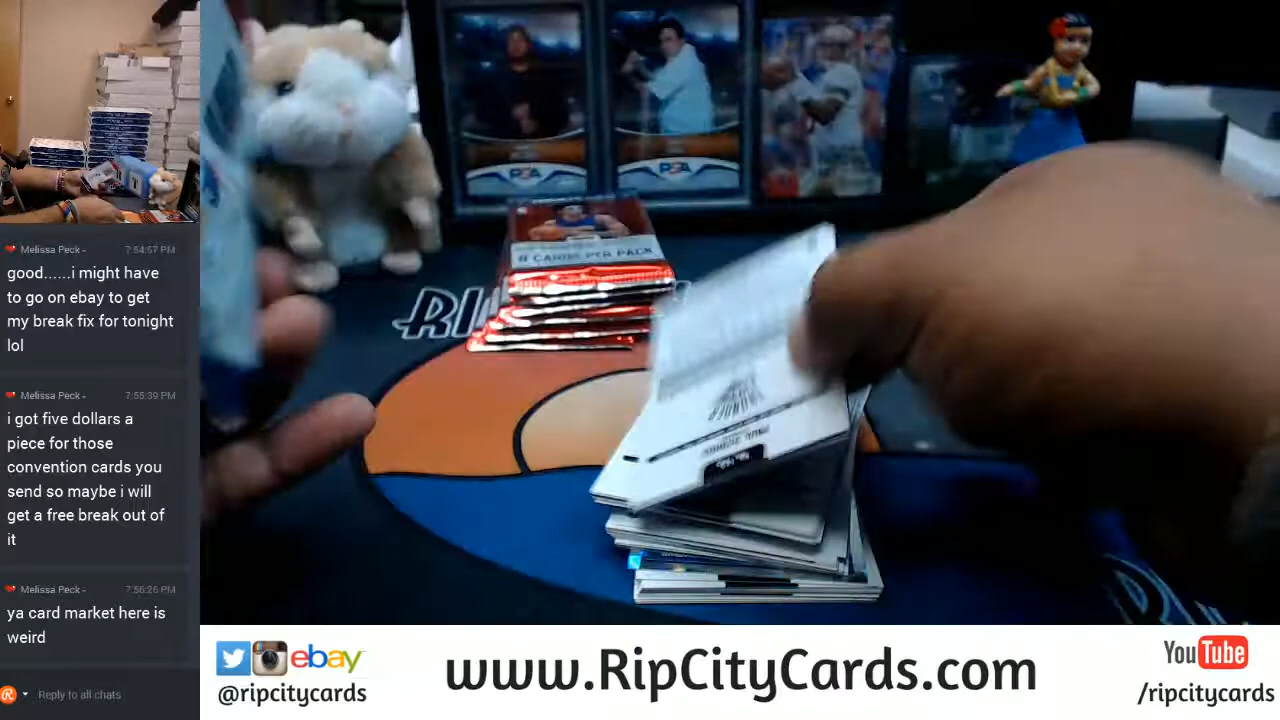 Melissa Peck - 7:54:57 PM
good......i might have
to go on ebay to get
my break fix for tonight
lol
Melissa Peck - 7:55:39 PM
i got five dollars a
piece for those
convention cards you
send so maybe i will
get a free break out of
it
Melissa Peck - 7:56:26 PM
ya card market here is
weird
Reply to all chats
PSA
PSA
8 CARDS PER PACK
RI
ebay
@ripcitycards
www.RipCityCards.com
YouTube
/ripcitycards